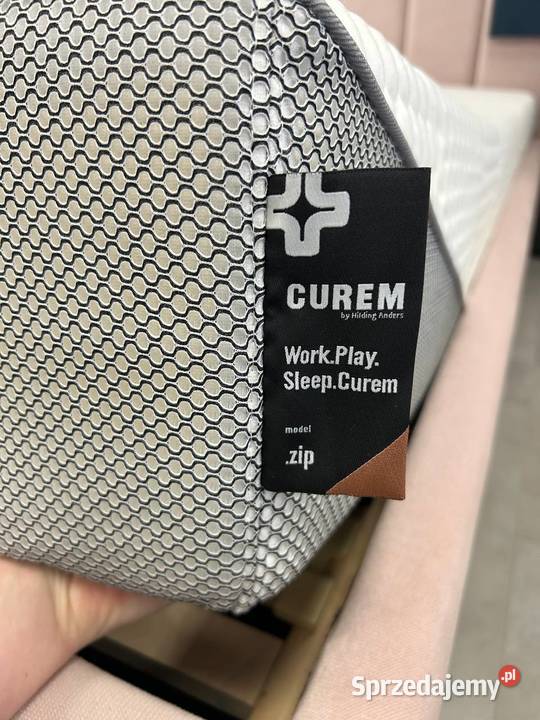 CUREM
by Hilding Anders
Work.Play.
Sleep.Curem
model
.zip
Sprzedajemy.pl